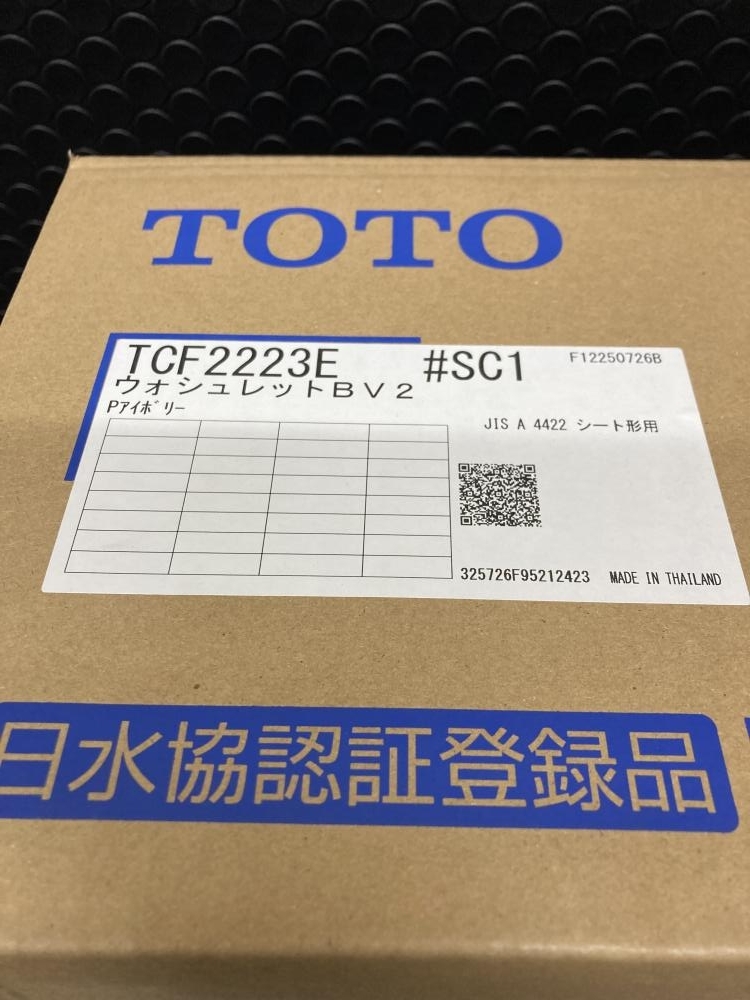 TOTO
TCF2223E #SC1 F12250726B
ウォシュレットBV2
Pアイボリー
JIS A 4422 シート形用
325726F95212423 MADE IN THAILAND
日水協認証登録品